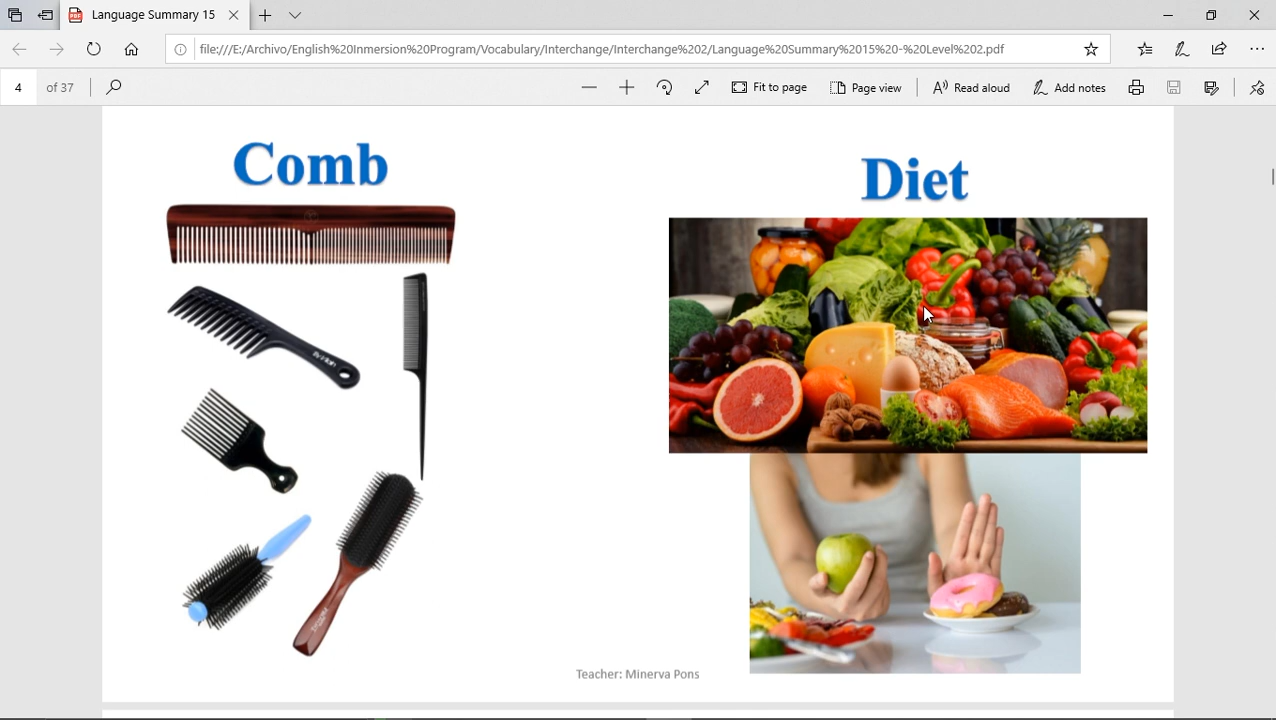 Language Summary 15
file:///E:/Archivo/English%20Inmersion%20Program/Vocabulary/Interchange/Interchange%202/Language%20Summary%2015%20-%20Level%202.pdf
4 of 37
Fit to page
Page view
Read aloud
Add notes
Comb
Diet
Teacher: Minerva Pons